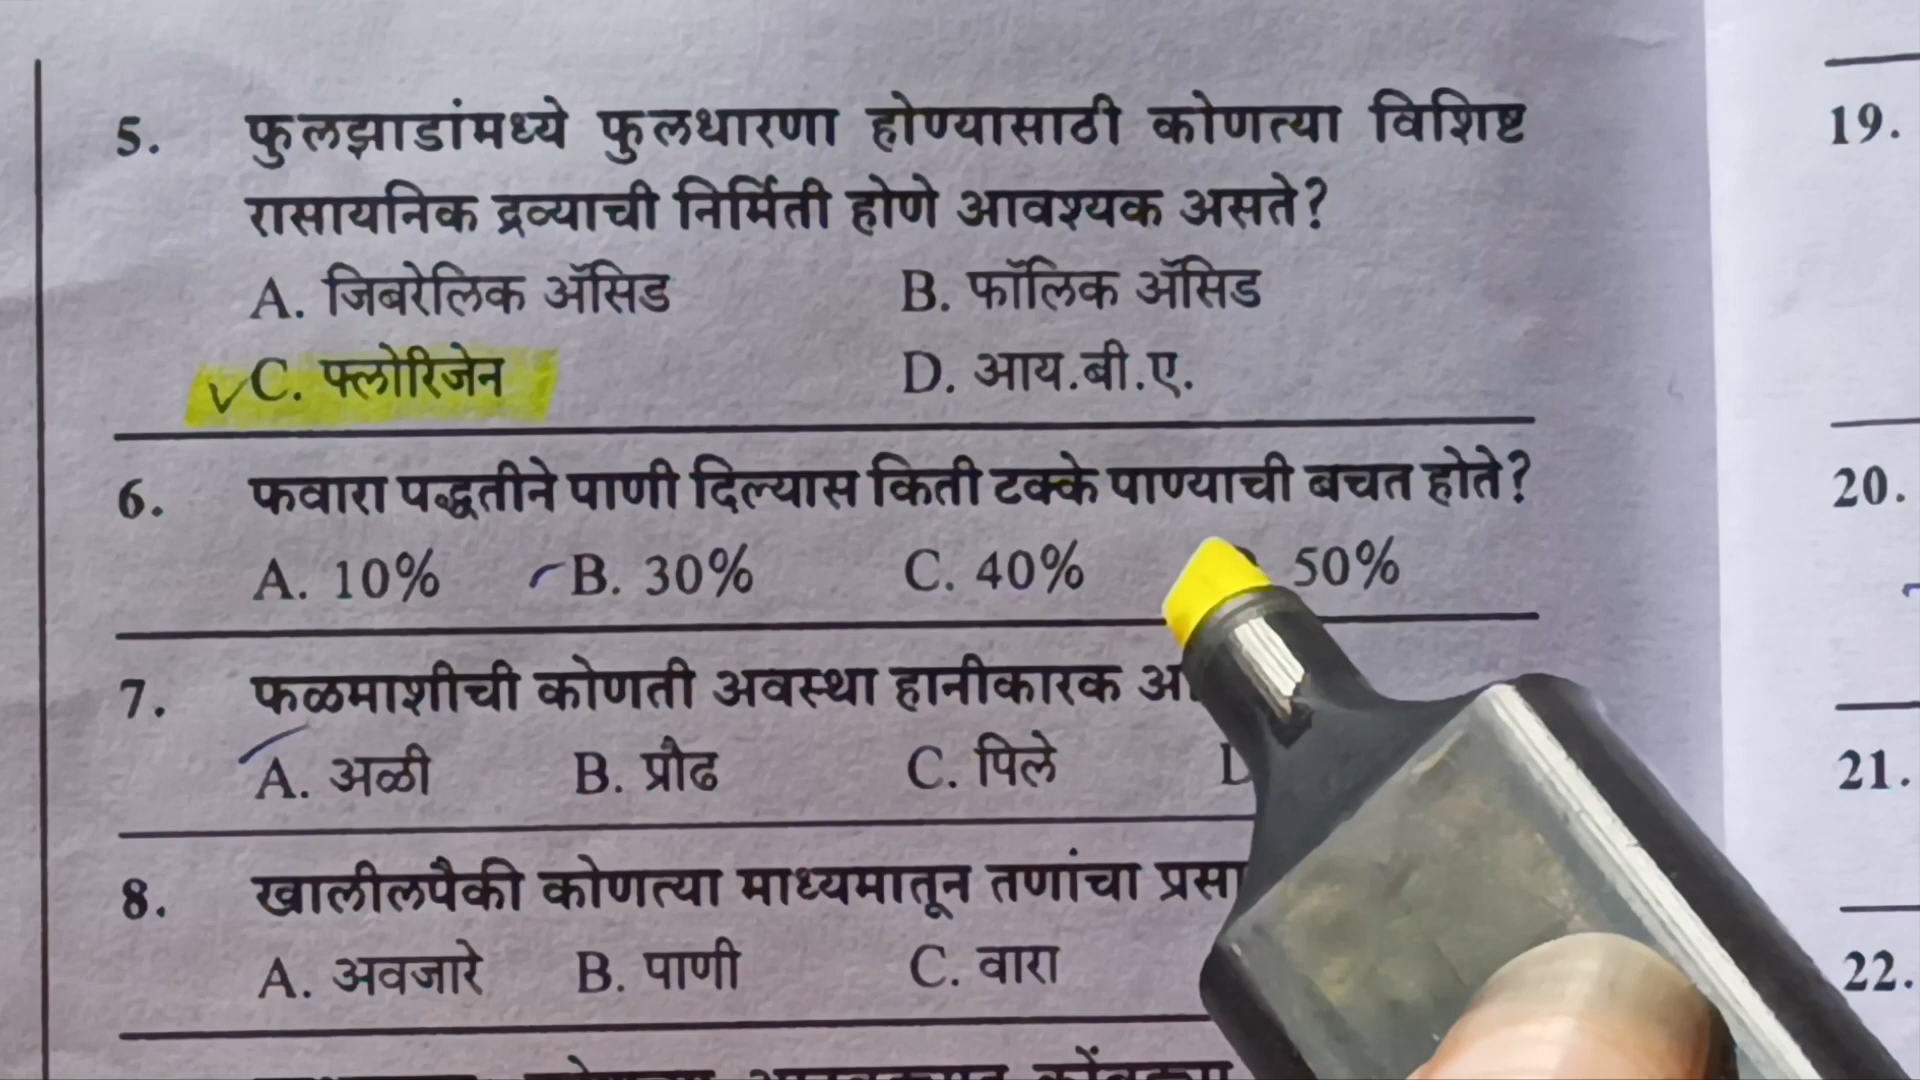 5. फुलझाडांमध्ये फुलधारणा होण्यासाठी कोणत्या विशिष्ट
रासायनिक द्रव्याची निर्मिती होणे आवश्यक असते?
A. जिबरेलिक ॲसिड B. फॉलिक ॲसिड
C. फ्लोरिजेन D. आय.बी.ए.
6. फवारा पद्धतीने पाणी दिल्यास किती टक्के पाण्याची बचत होते?
A. 10% B. 30% C. 40% 50%
7. फळमाशीची कोणती अवस्था हानीकारक
A. अळी B. प्रौढ C. पिले
8. खालीलपैकी कोणत्या माध्यमातून तणांचा
A. अवजारे B. पाणी C. वारा
19.
20.
21.
22.